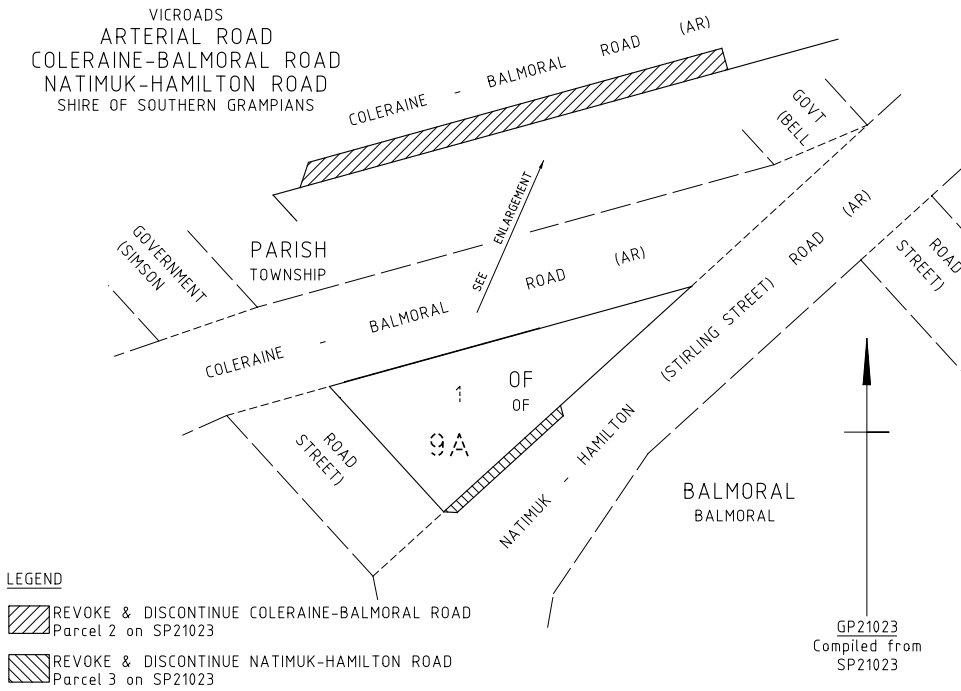 VICROADS
ARTERIAL ROAD
COLERAINE-BALMORAL ROAD
NATIMUK-HAMILTON ROAD
SHIRE OF SOUTHERN GRAMPIANS
COLERAINE - BALMORAL ROAD (AR)
GOVT
(BELL
GOVERNMENT
(SIMSON
PARISH
TOWNSHIP
SEE ENLARGEMENT
COLERAINE - BALMORAL ROAD (AR)
ROAD
STREET)
1
9A
OF
OF
ROAD
STREET)
NATIMUK - HAMILTON (STIRLING STREET) ROAD (AR)
BALMORAL
BALMORAL
LEGEND
REVOKE & DISCONTINUE COLERAINE-BALMORAL ROAD
Parcel 2 on SP21023
REVOKE & DISCONTINUE NATIMUK-HAMILTON ROAD
Parcel 3 on SP21023
GP21023
Compiled from
SP21023